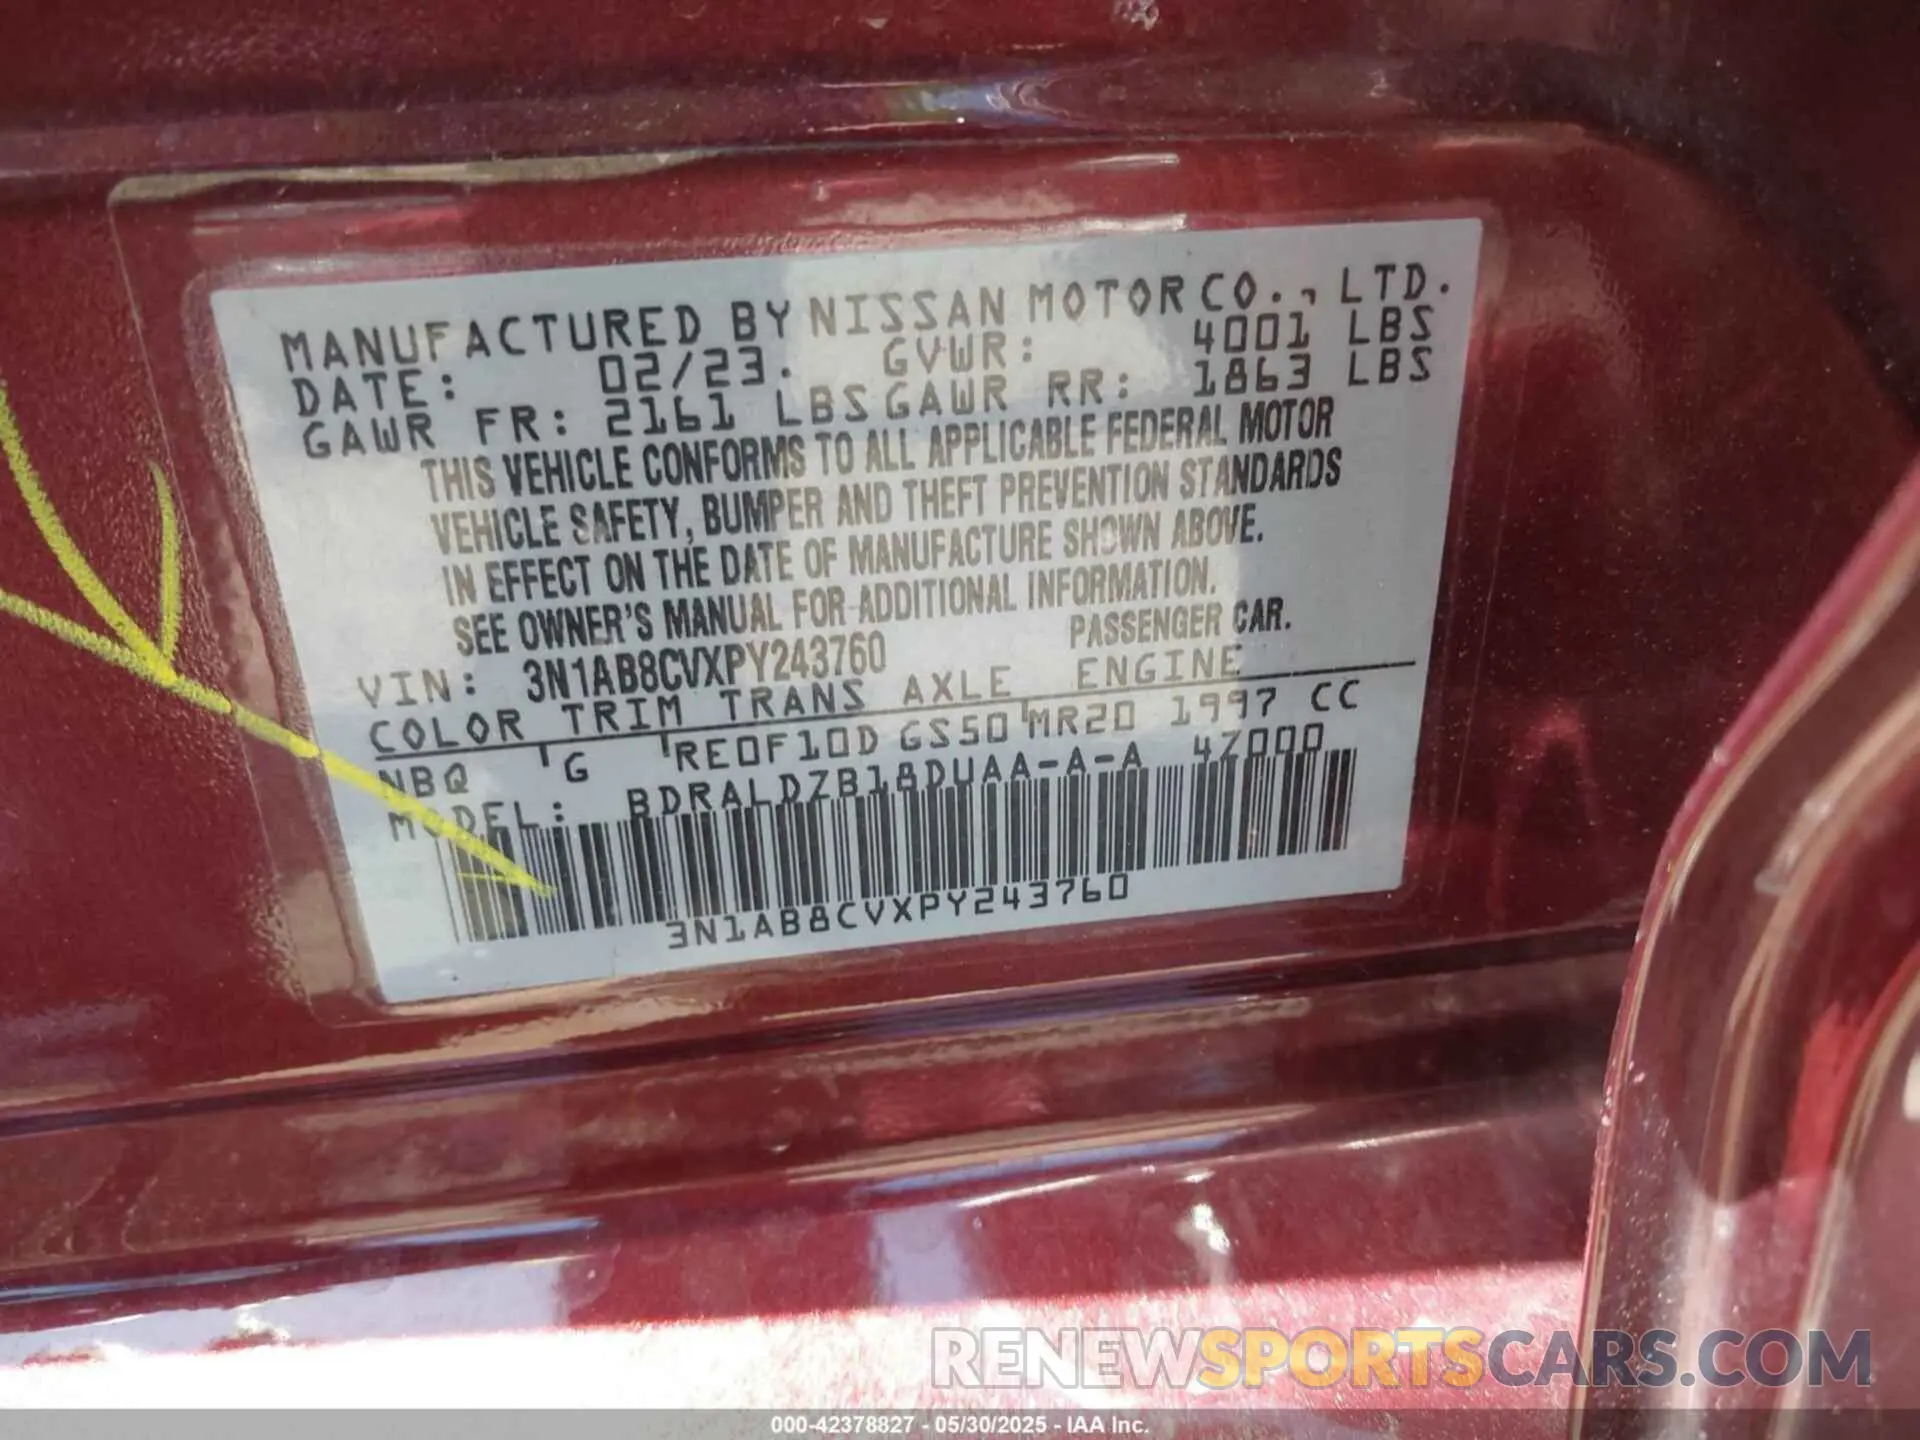 MANUFACTURED BY NISSAN MOTOR CO., LTD.
DATE: 02/23. GVWR: 4001 LBS
GAWR FR: 2161 LBS GAWR RR: 1863 LBS
THIS VEHICLE CONFORMS TO ALL APPLICABLE FEDERAL MOTOR
VEHICLE SAFETY, BUMPER AND THEFT PREVENTION STANDARDS
IN EFFECT ON THE DATE OF MANUFACTURE SHOWN ABOVE.
SEE OWNER'S MANUAL FOR ADDITIONAL INFORMATION.
VIN: 3N1AB8CVXPY243760 PASSENGER CAR.
COLOR TRIM TRANS AXLE ENGINE
NBQ G RE0F10D GS50 MR20 1997 CC
MODEL: BDRALDZB18DUAA-A-A 4Z000
3N1AB8CVXPY243760
RENEWSPORTSCARS.COM
000-42378827 - 05/30/2025 - IAA Inc.